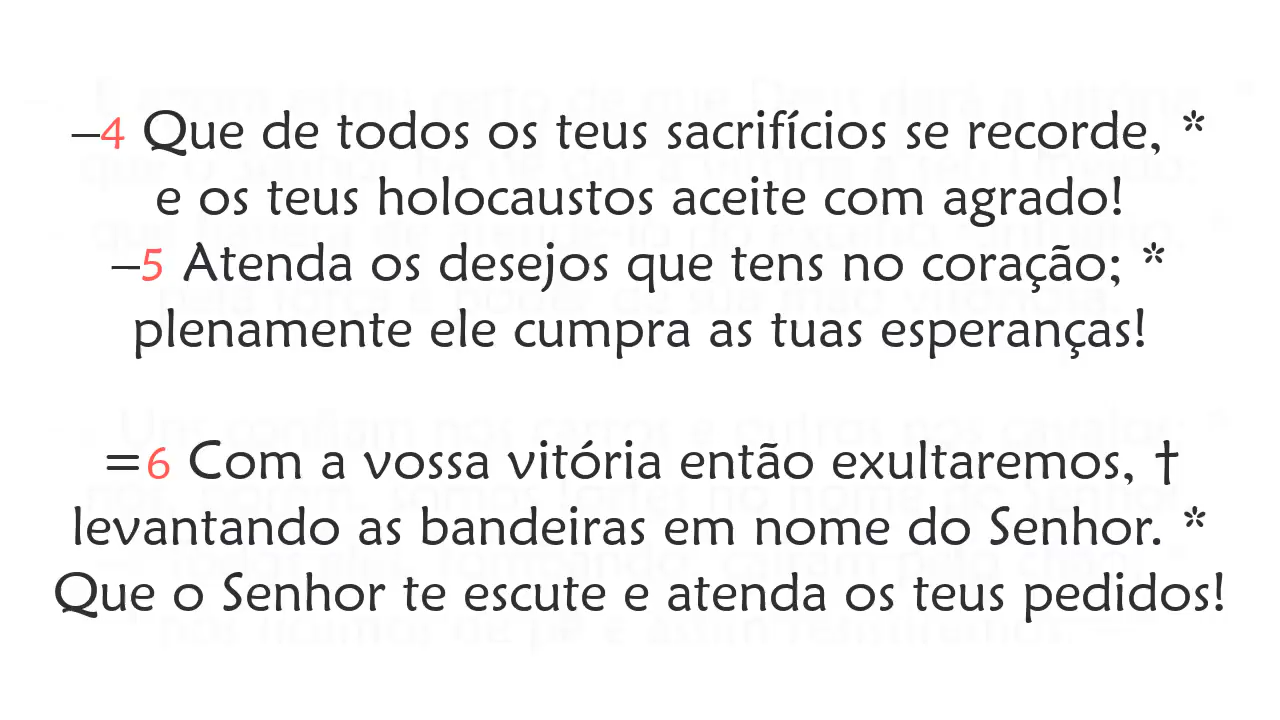 –4 Que de todos os teus sacrifícios se recorde, *
e os teus holocaustos aceite com agrado!
–5 Atenda os desejos que tens no coração; *
plenamente ele cumpra as tuas esperanças!
=6 Com a vossa vitória então exultaremos, †
levantando as bandeiras em nome do Senhor. *
Que o Senhor te escute e atenda os teus pedidos!